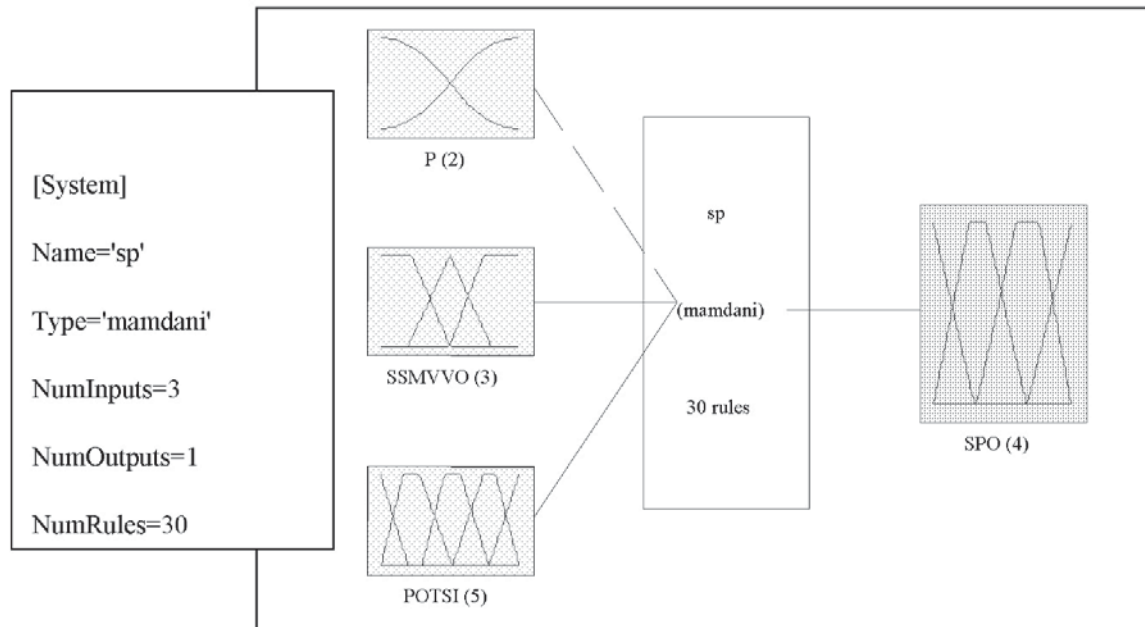 [System]
Name='sp'
Type='mamdani'
NumInputs=3
NumOutputs=1
NumRules=30
P (2)
SSMVVO (3)
POTSI (5)
sp
(mamdani)
30 rules
SPO (4)